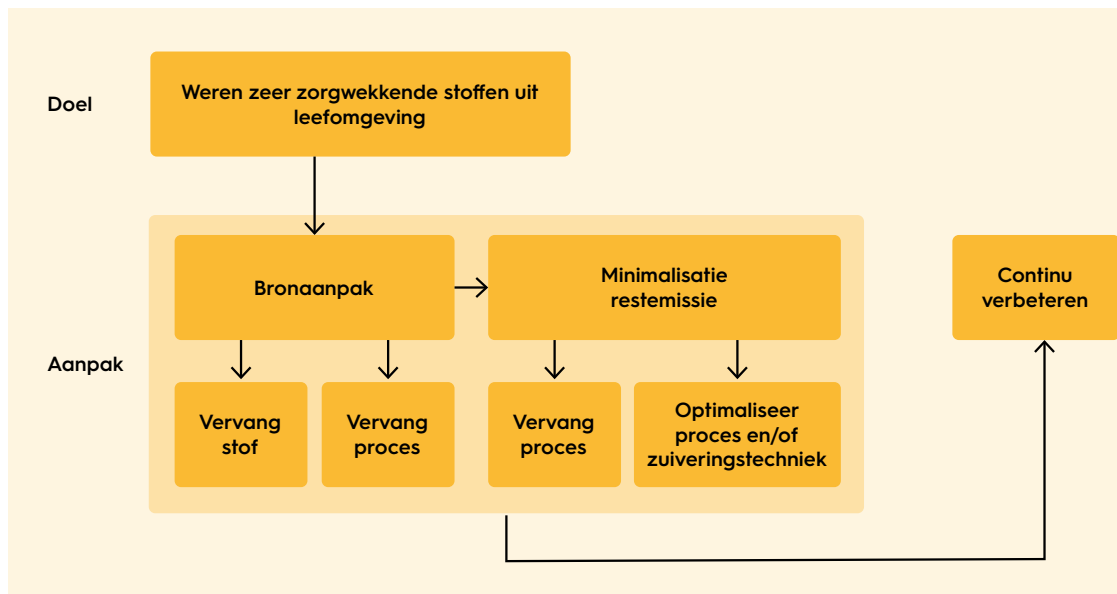 Doel
Weren zeer zorgwekkende stoffen uit
leefomgeving
Aanpak
Bronaanpak
Minimalisatie
restemissie
Continu
verbeteren
Vervang
stof
Vervang
proces
Vervang
proces
Optimaliseer
proces en/of
zuiveringstechniek